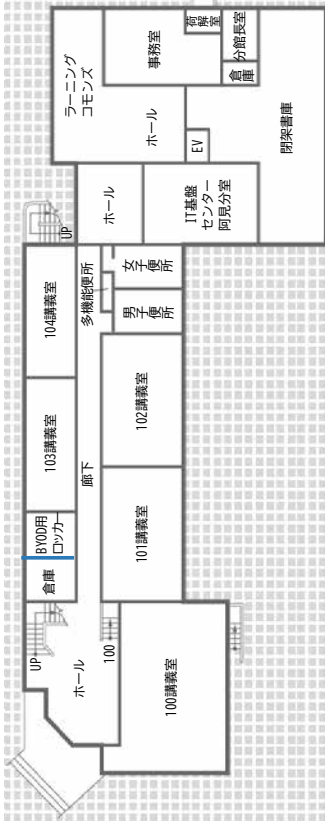 ラーニング
コモンズ
事務室
荷解
室
分館長室
倉
庫
ホール
EV
閉架書庫
ホール
IT基盤
センター
阿見分室
UP
104講義室
多機能便所
女子
便所
男子
便所
103講義室
廊下
102講義室
BYOD用
ロッカー
倉庫
101講義室
UP
ホール
100
100講義室